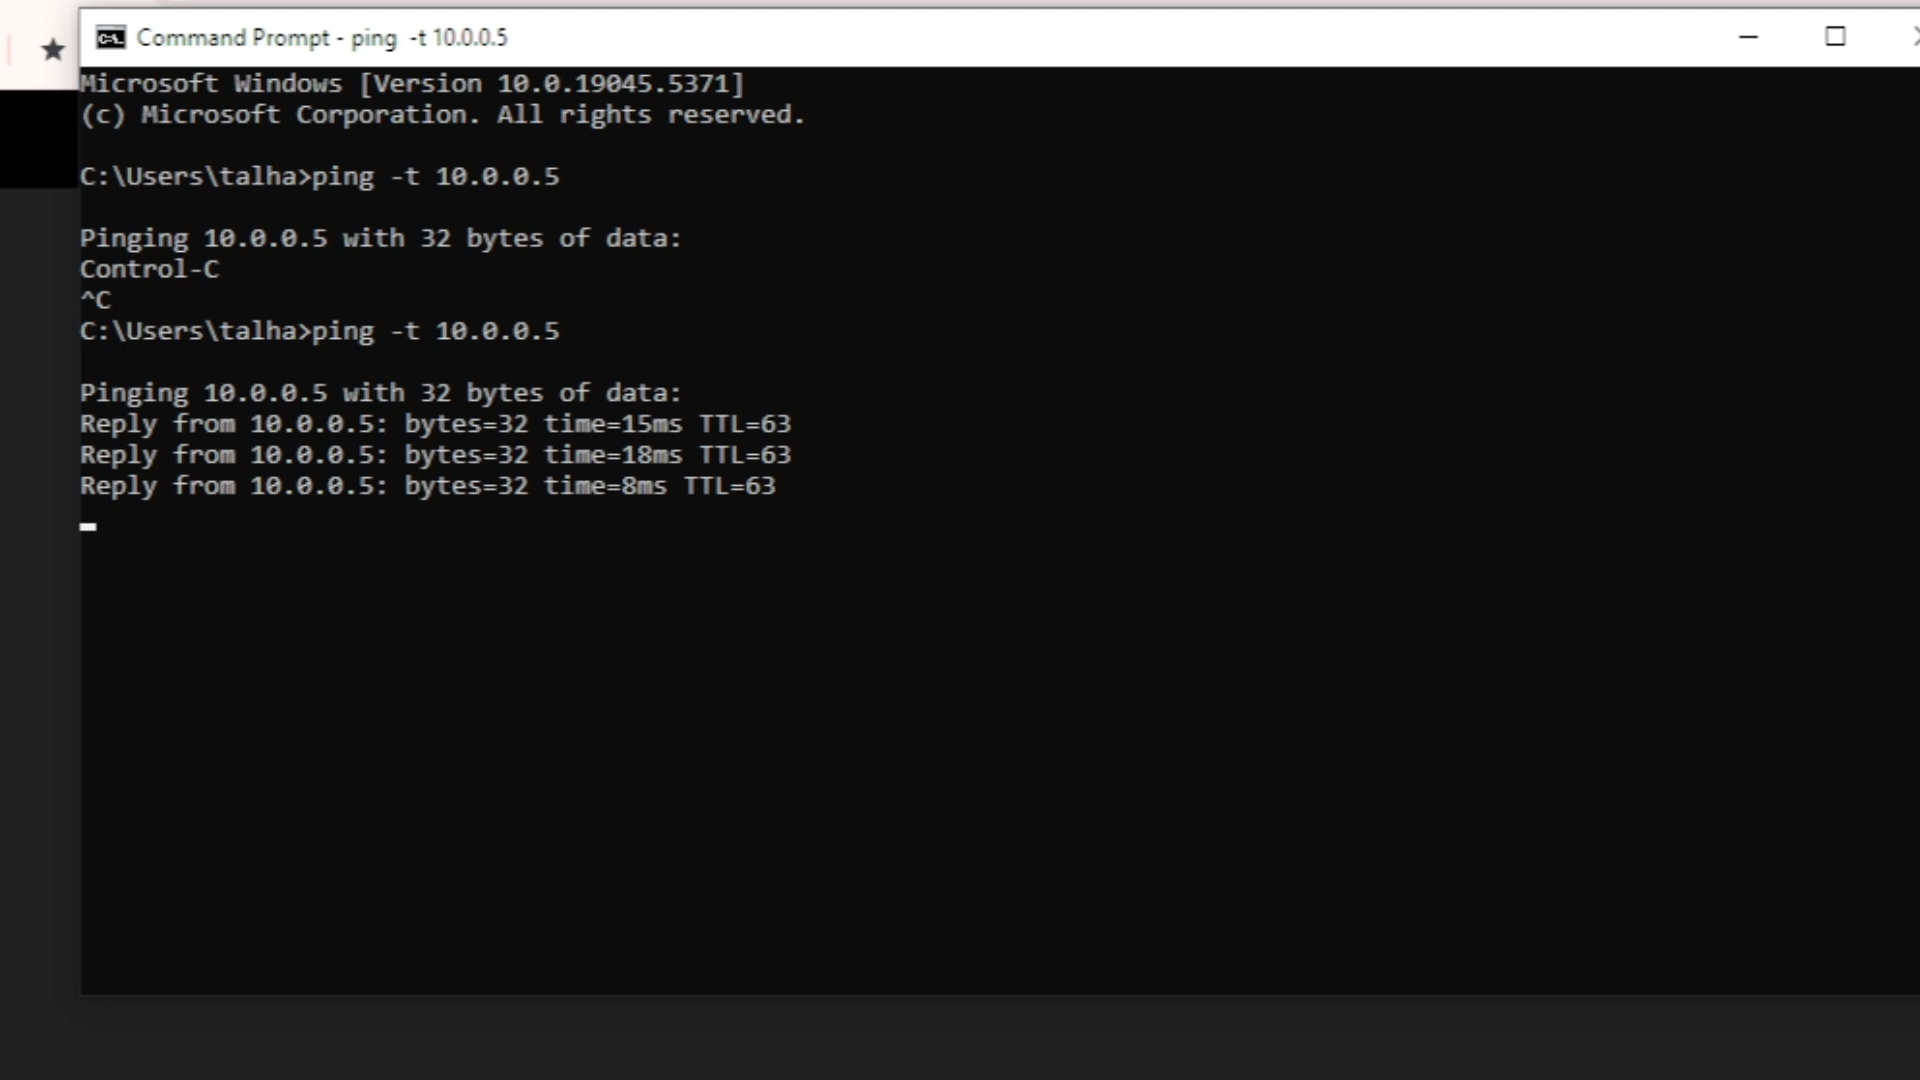 Command Prompt - ping  -t 10.0.0.5
Microsoft Windows [Version 10.0.19045.5371]
(c) Microsoft Corporation. All rights reserved.
C:\Users\talha>ping -t 10.0.0.5
Pinging 10.0.0.5 with 32 bytes of data:
Control-C
^C
C:\Users\talha>ping -t 10.0.0.5
Pinging 10.0.0.5 with 32 bytes of data:
Reply from 10.0.0.5: bytes=32 time=15ms TTL=63
Reply from 10.0.0.5: bytes=32 time=18ms TTL=63
Reply from 10.0.0.5: bytes=32 time=8ms TTL=63